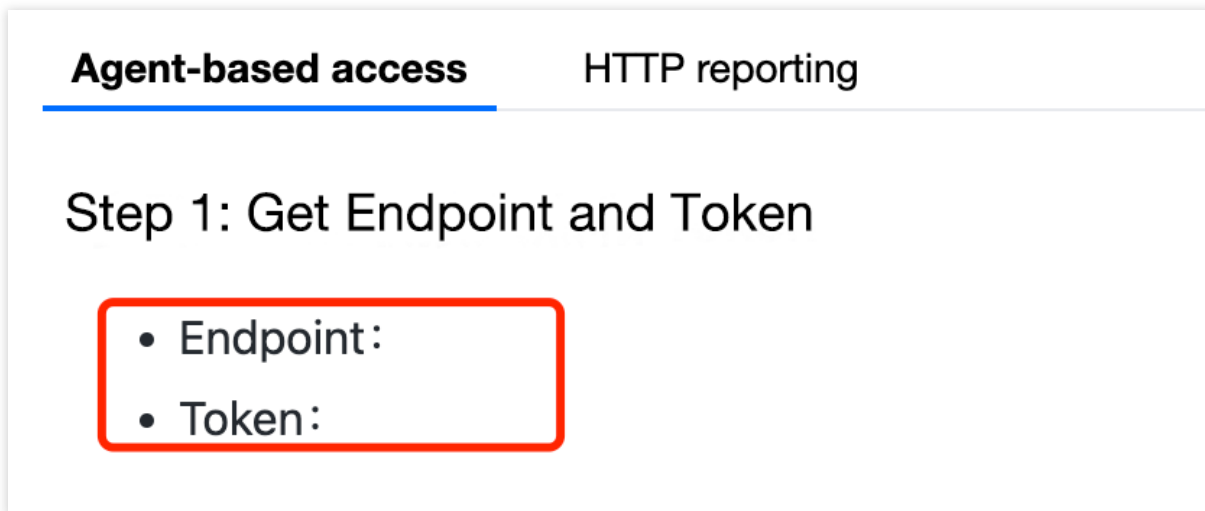 Agent-based access HTTP reporting
Step 1: Get Endpoint and Token
• Endpoint：
• Token：